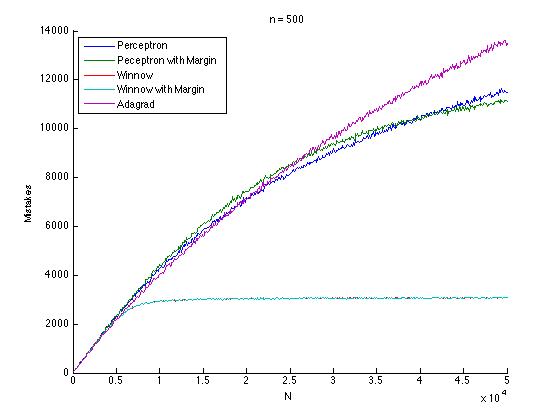 n = 500
14000
12000
10000
8000
6000
4000
2000
0
Mistakes
Perceptron
Peceptron with Margin
Winnow
Winnow with Margin
Adagrad
0 0.5 1 1.5 2 2.5 3 3.5 4 4.5 5
N
x 10^4